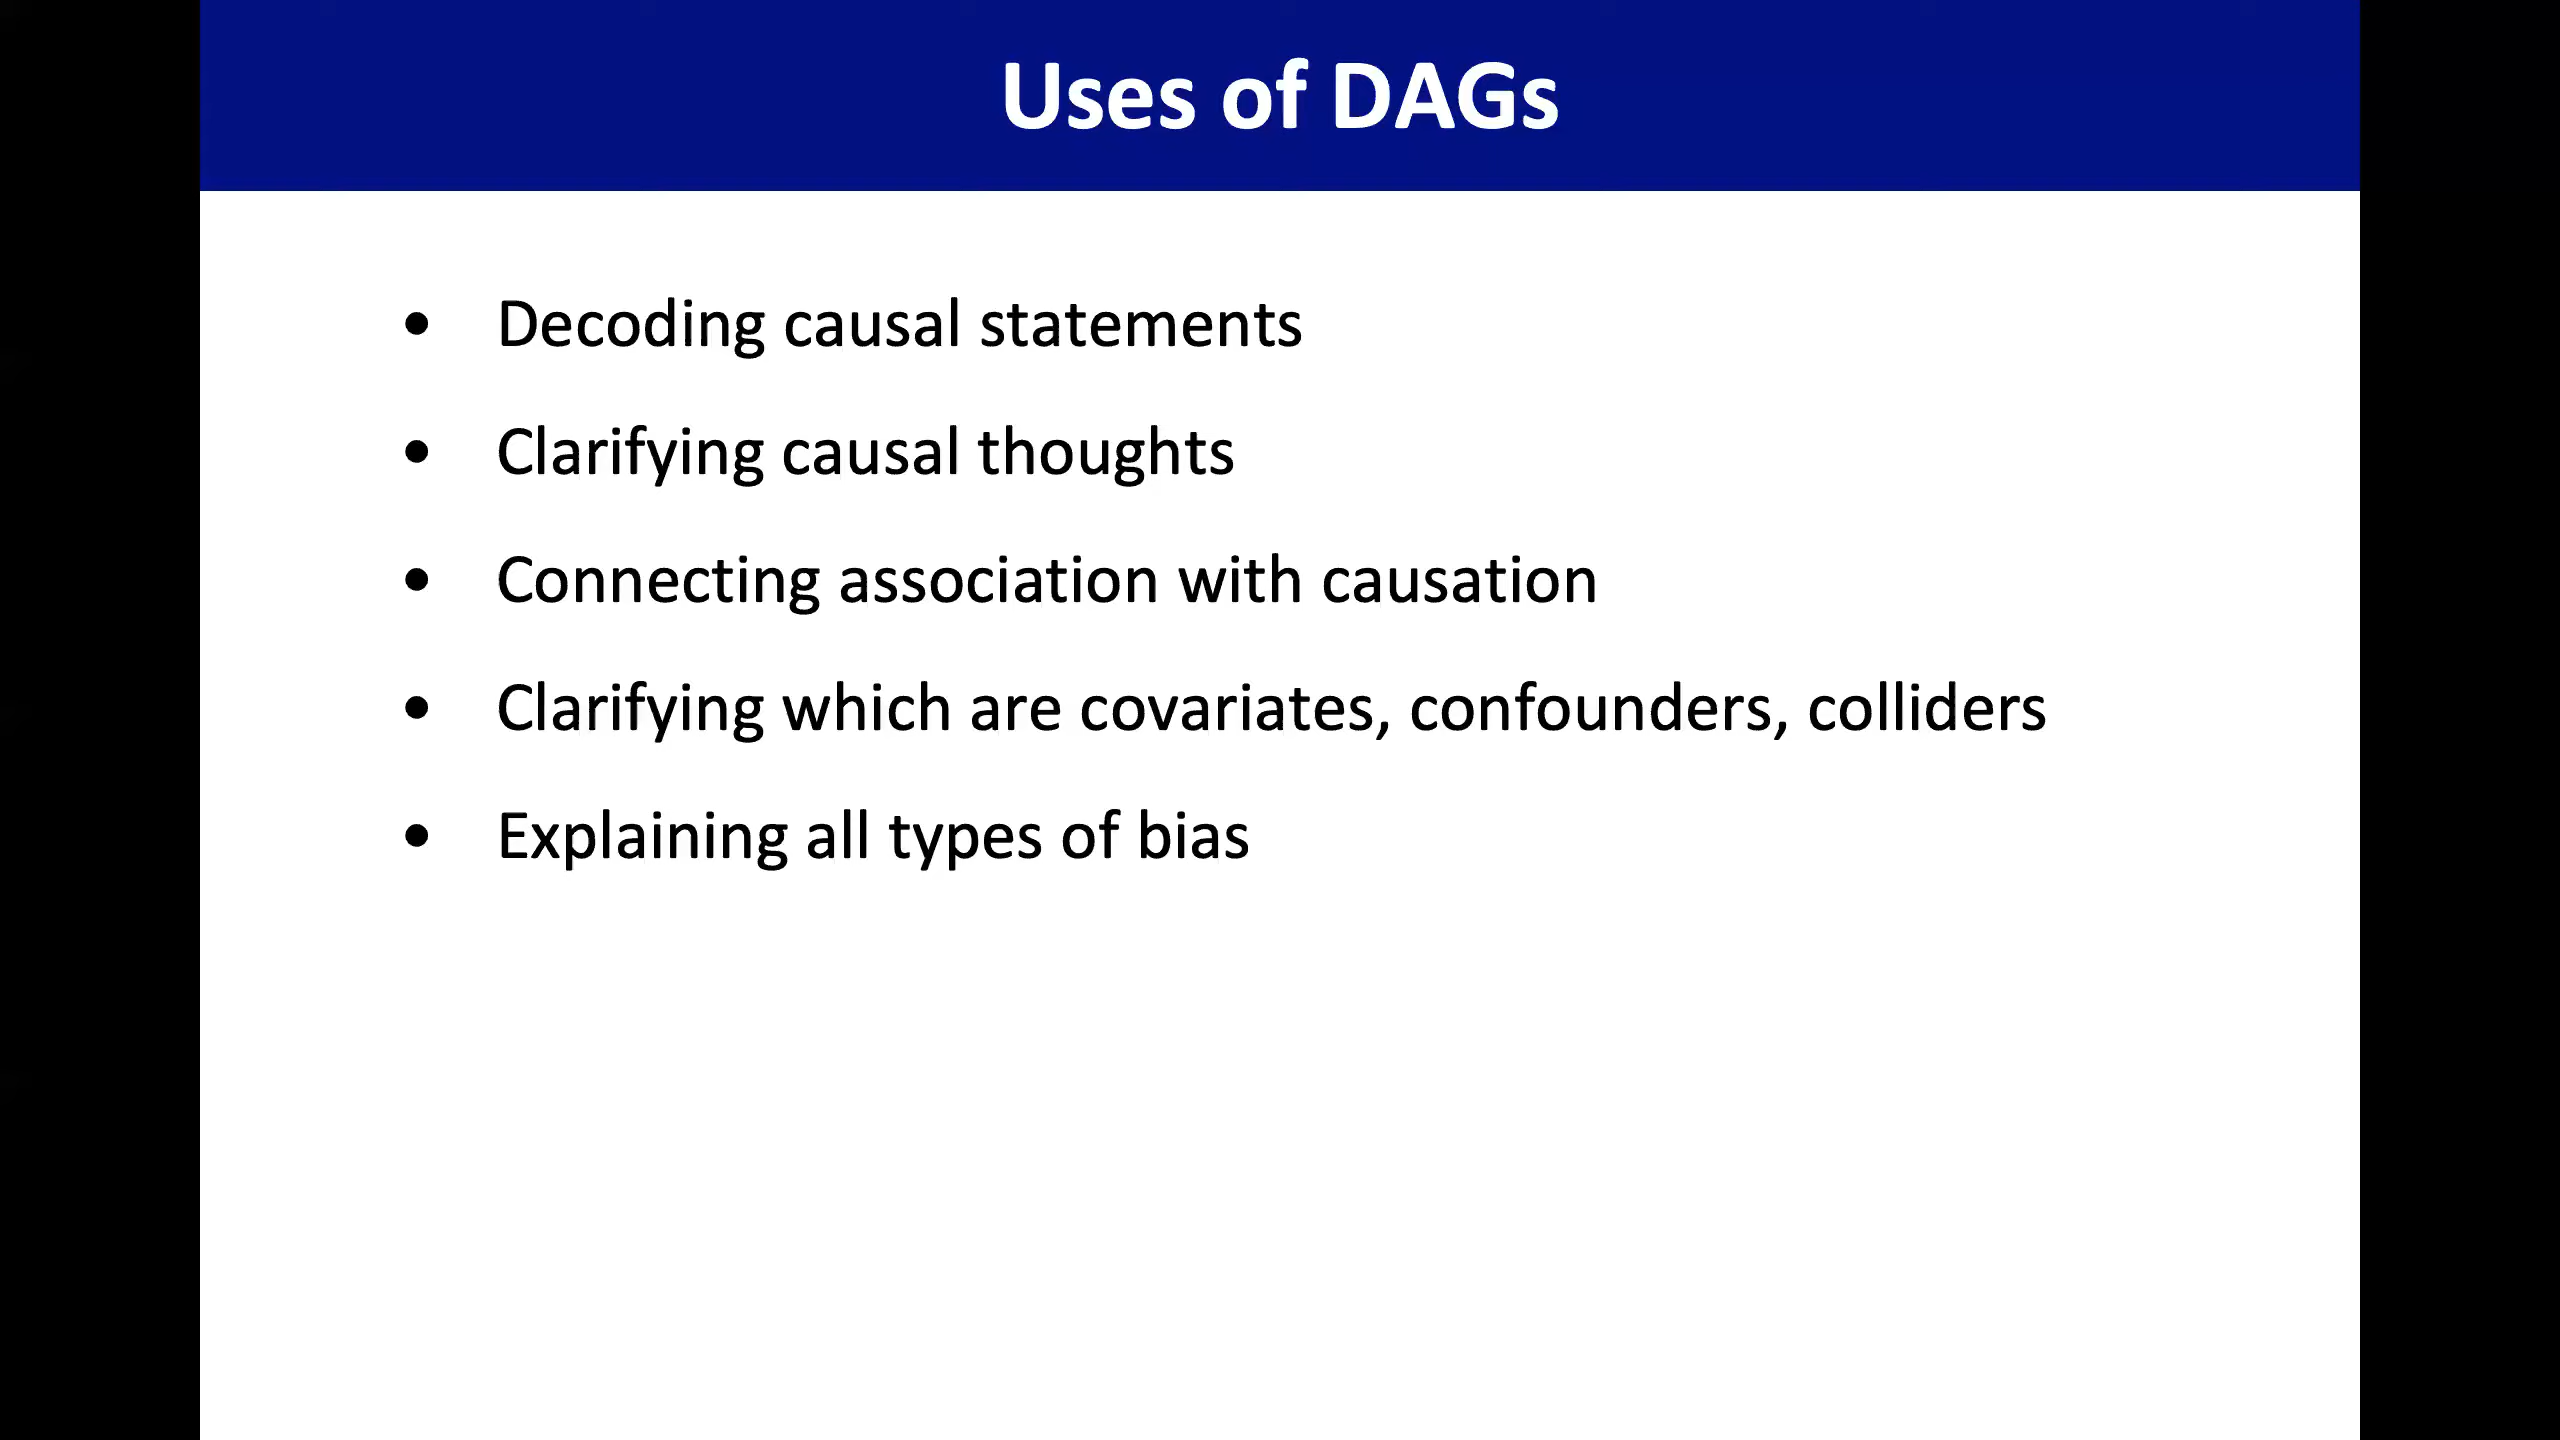 Uses of DAGs
• Decoding causal statements
• Clarifying causal thoughts
• Connecting association with causation
• Clarifying which are covariates, confounders, colliders
• Explaining all types of bias